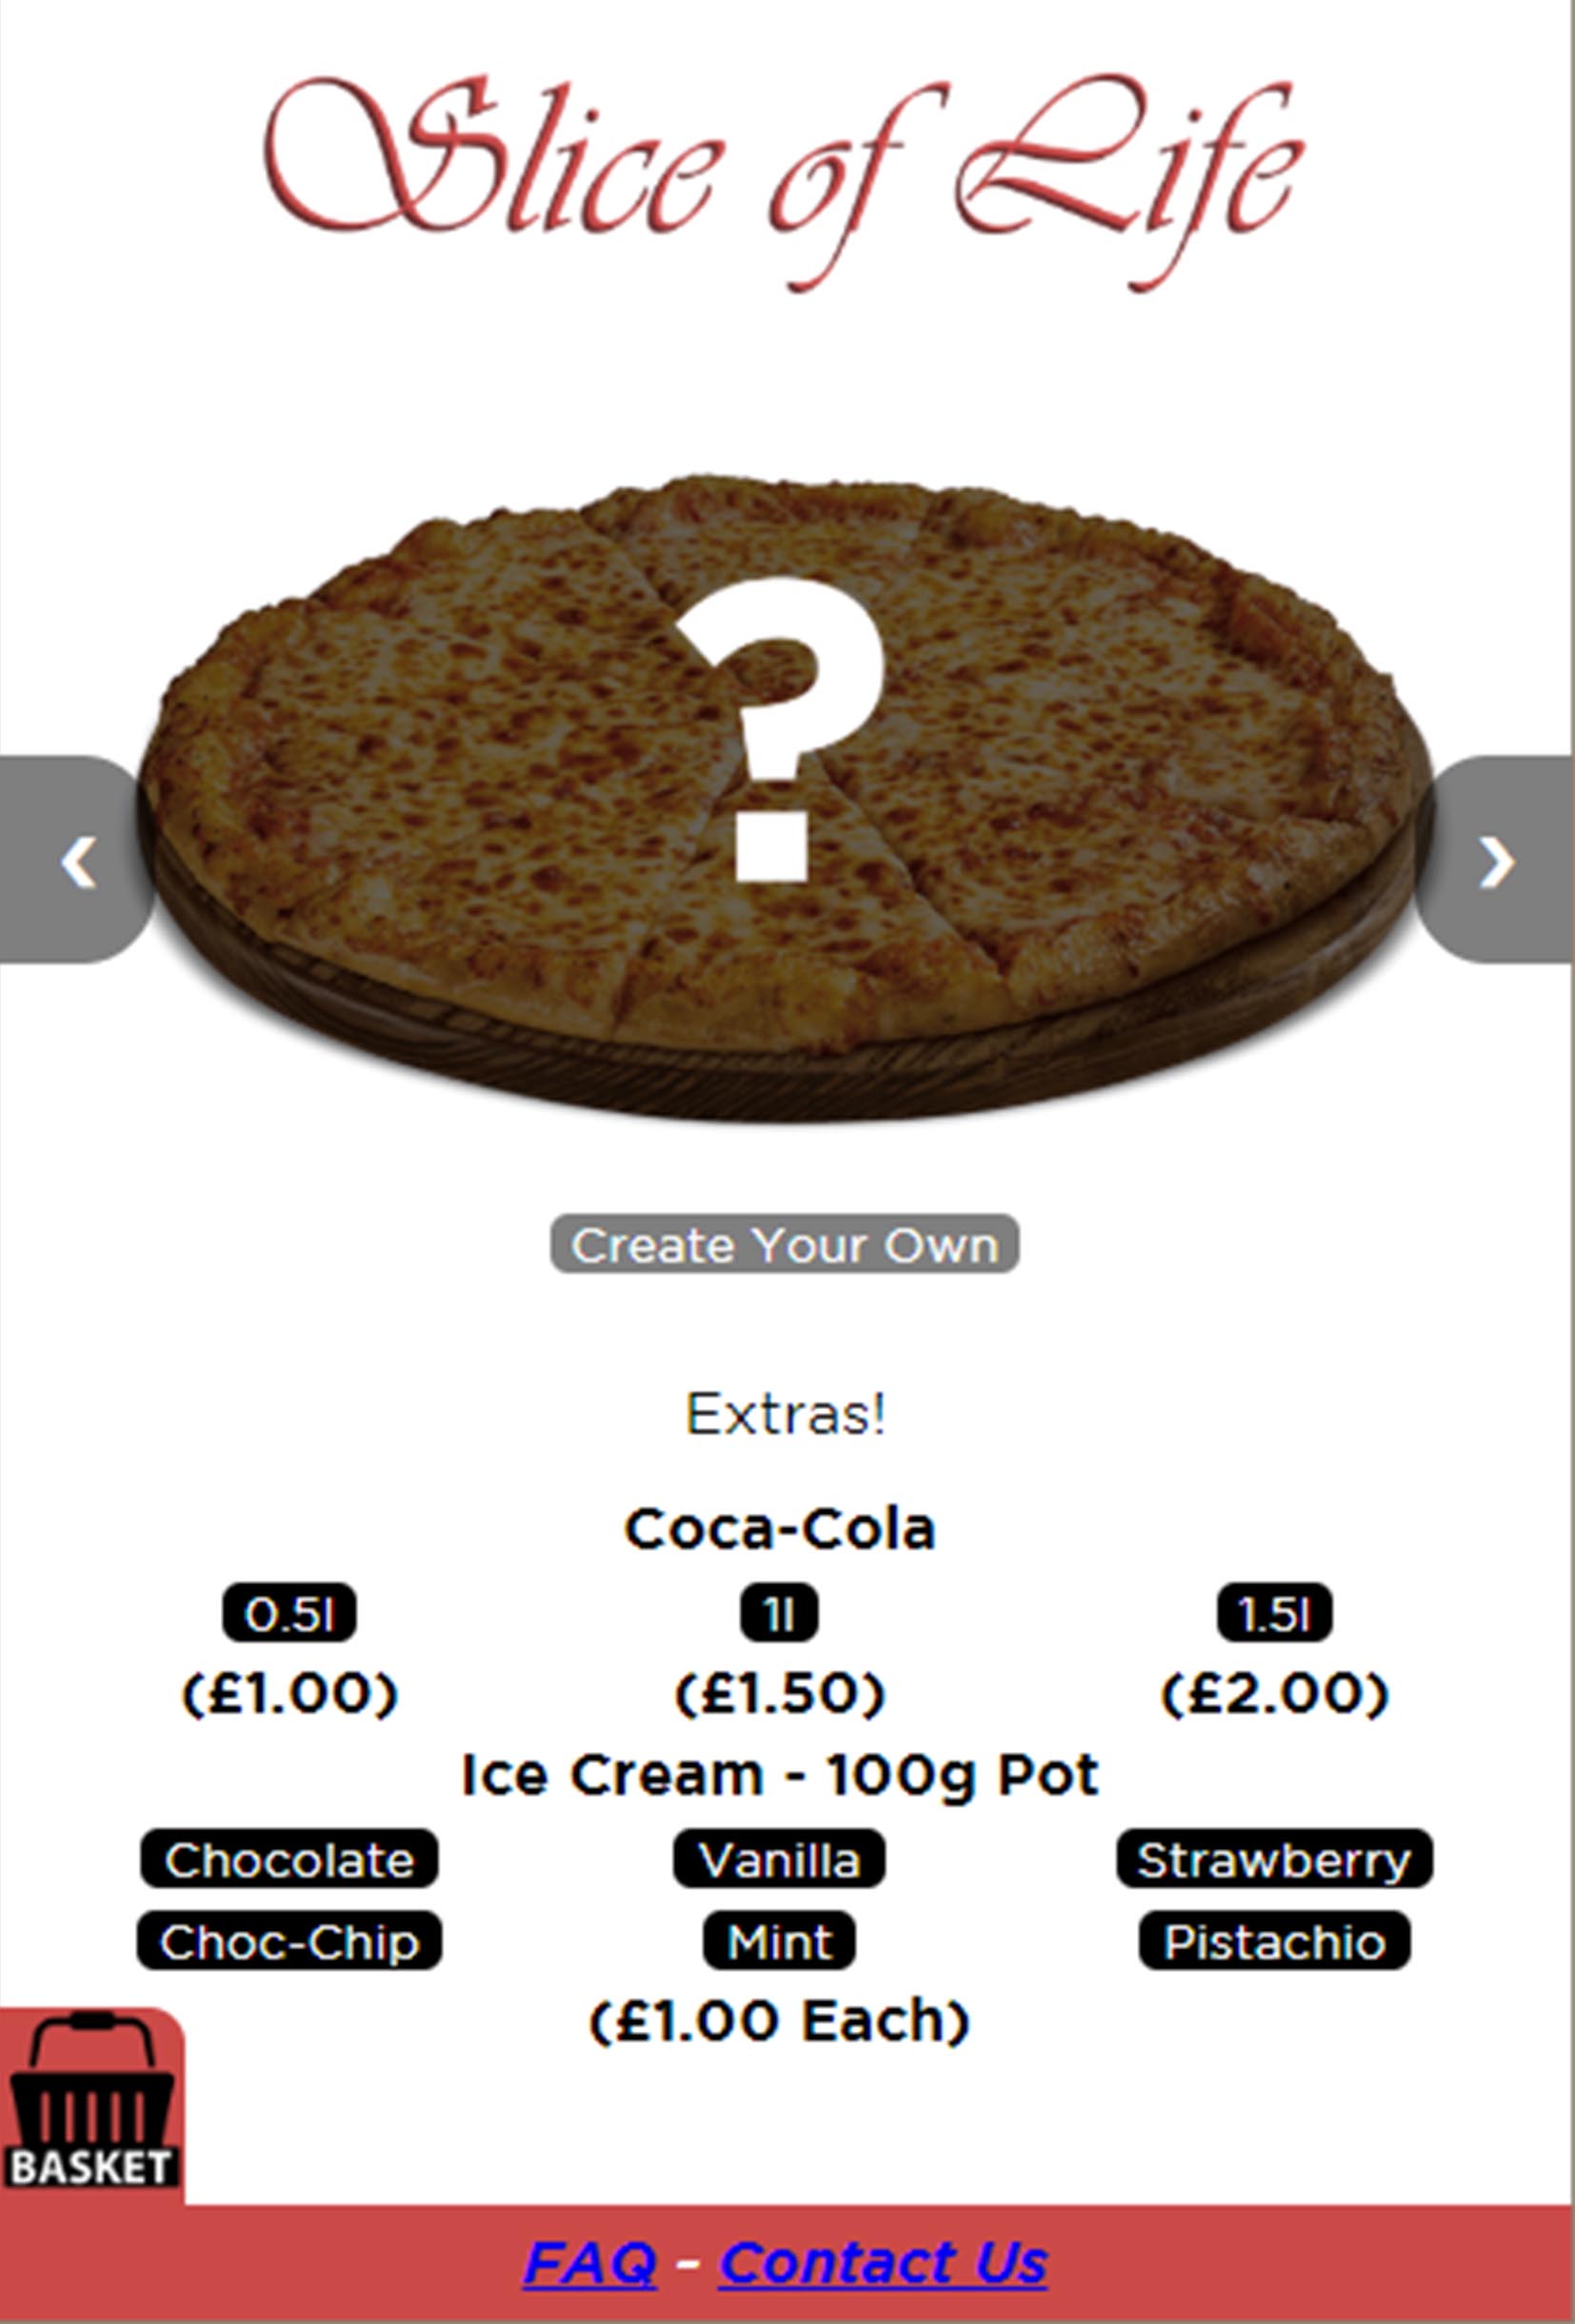 Slice of Life
?
‹ ›
Create Your Own
Extras!
Coca-Cola
0.5l 1l 1.5l
(£1.00) (£1.50) (£2.00)
Ice Cream - 100g Pot
Chocolate Vanilla Strawberry
Choc-Chip Mint Pistachio
(£1.00 Each)
BASKET
FAQ - Contact Us